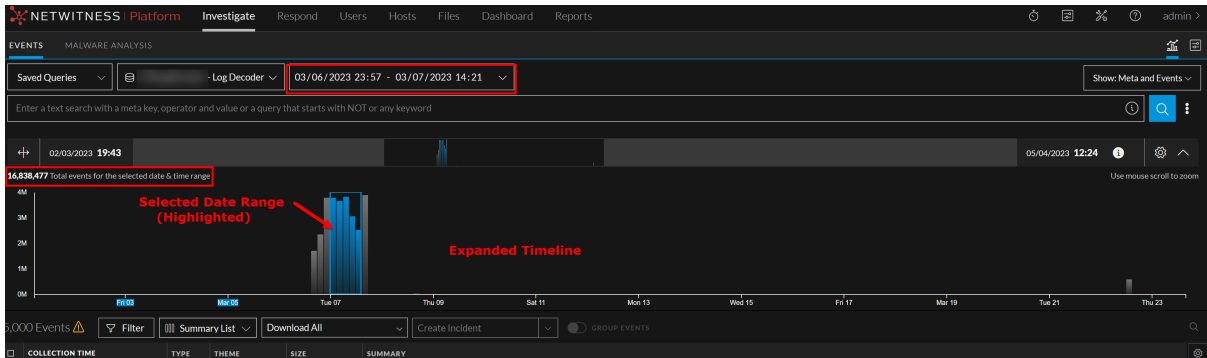 NETWITNESS Platform Investigate Respond Users Hosts Files Dashboard Reports admin >
EVENTS MALWARE ANALYSIS
Saved Queries - Log Decoder 03/06/2023 23:57 - 03/07/2023 14:21 Show: Meta and Events
Enter a text search with a meta key, operator and value or a query that starts with NOT or any keyword
02/03/2023 19:43 05/04/2023 12:24
16,838,477 Total events for the selected date & time range Use mouse scroll to zoom
4M
Selected Date Range
(Highlighted)
3M
2M
Expanded Timeline
1M
0M
Fri 03 Mar 05 Tue 07 Thu 09 Sat 11 Mon 13 Wed 15 Fri 17 Mar 19 Tue 21 Thu 23
5,000 Events Filter Summary List Download All Create Incident GROUP EVENTS
COLLECTION TIME TYPE THEME SIZE SUMMARY